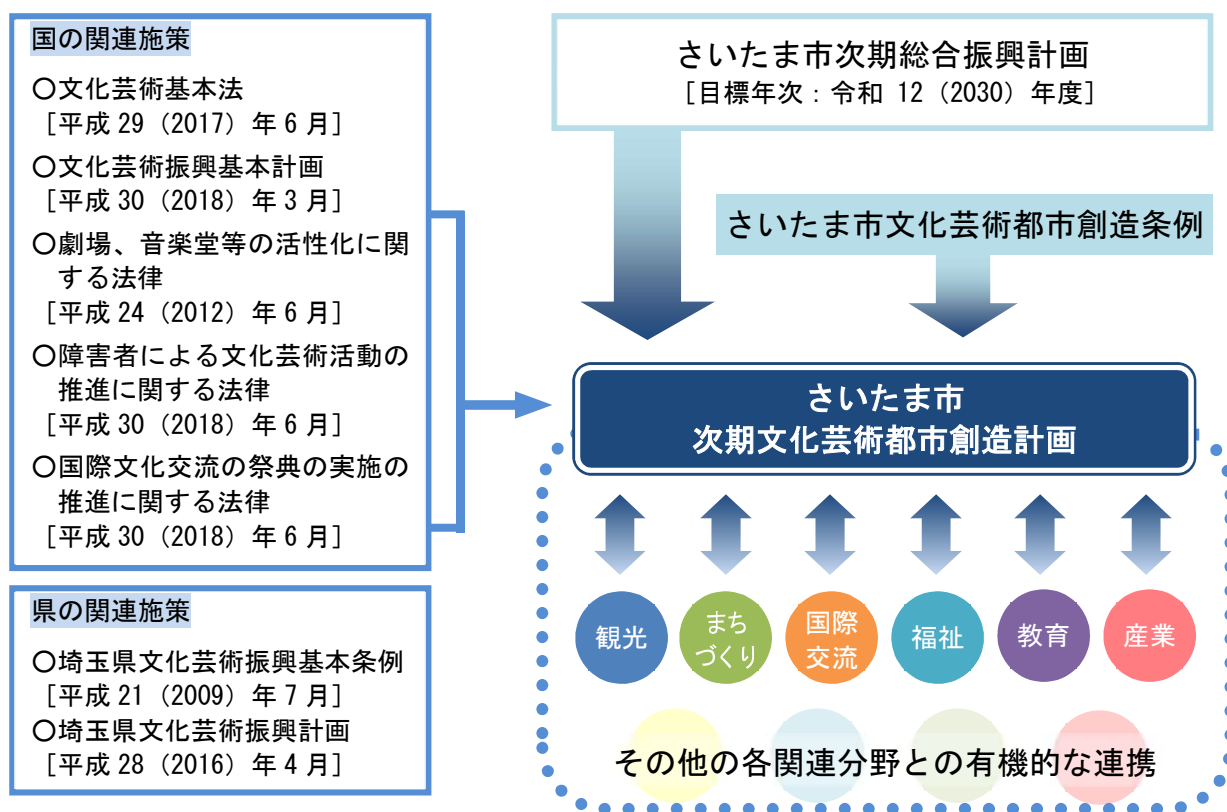 国の関連施策
〇文化芸術基本法
［平成 29（2017）年 6 月］
〇文化芸術振興基本計画
［平成 30（2018）年 3 月］
〇劇場、音楽堂等の活性化に関
する法律
［平成 24（2012）年 6 月］
〇障害者による文化芸術活動の
推進に関する法律
［平成 30（2018）年 6 月］
〇国際文化交流の祭典の実施の
推進に関する法律
［平成 30（2018）年 6 月］
県の関連施策
〇埼玉県文化芸術振興基本条例
［平成 21（2009）年 7 月］
〇埼玉県文化芸術振興計画
［平成 28（2016）年 4 月］
さいたま市次期総合振興計画
［目標年次：令和 12（2030）年度］
さいたま市文化芸術都市創造条例
さいたま市
次期文化芸術都市創造計画
観光
まち
づくり
国際
交流
福祉
教育
産業
その他の各関連分野との有機的な連携